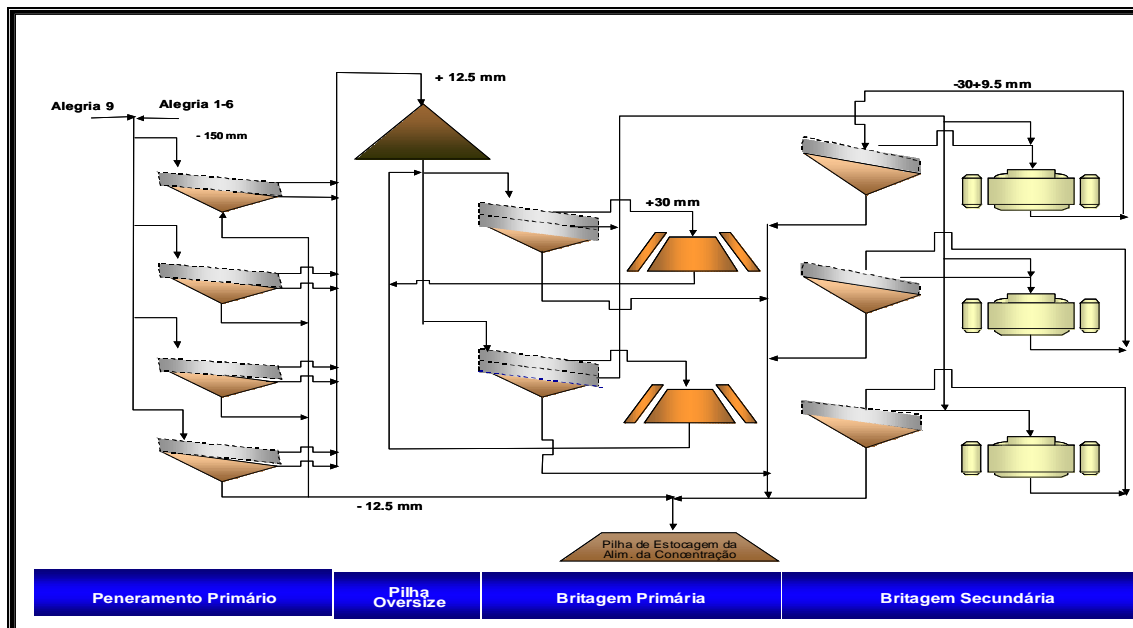 + 12.5 mm
-30+9.5 mm
Alegria 9
Alegria 1-6
- 150 mm
+30 mm
- 12.5 mm
Pilha de Estocagem da
Alim. da Concentração
Peneramento Primário
Pilha
Oversize
Britagem Primária
Britagem Secundária